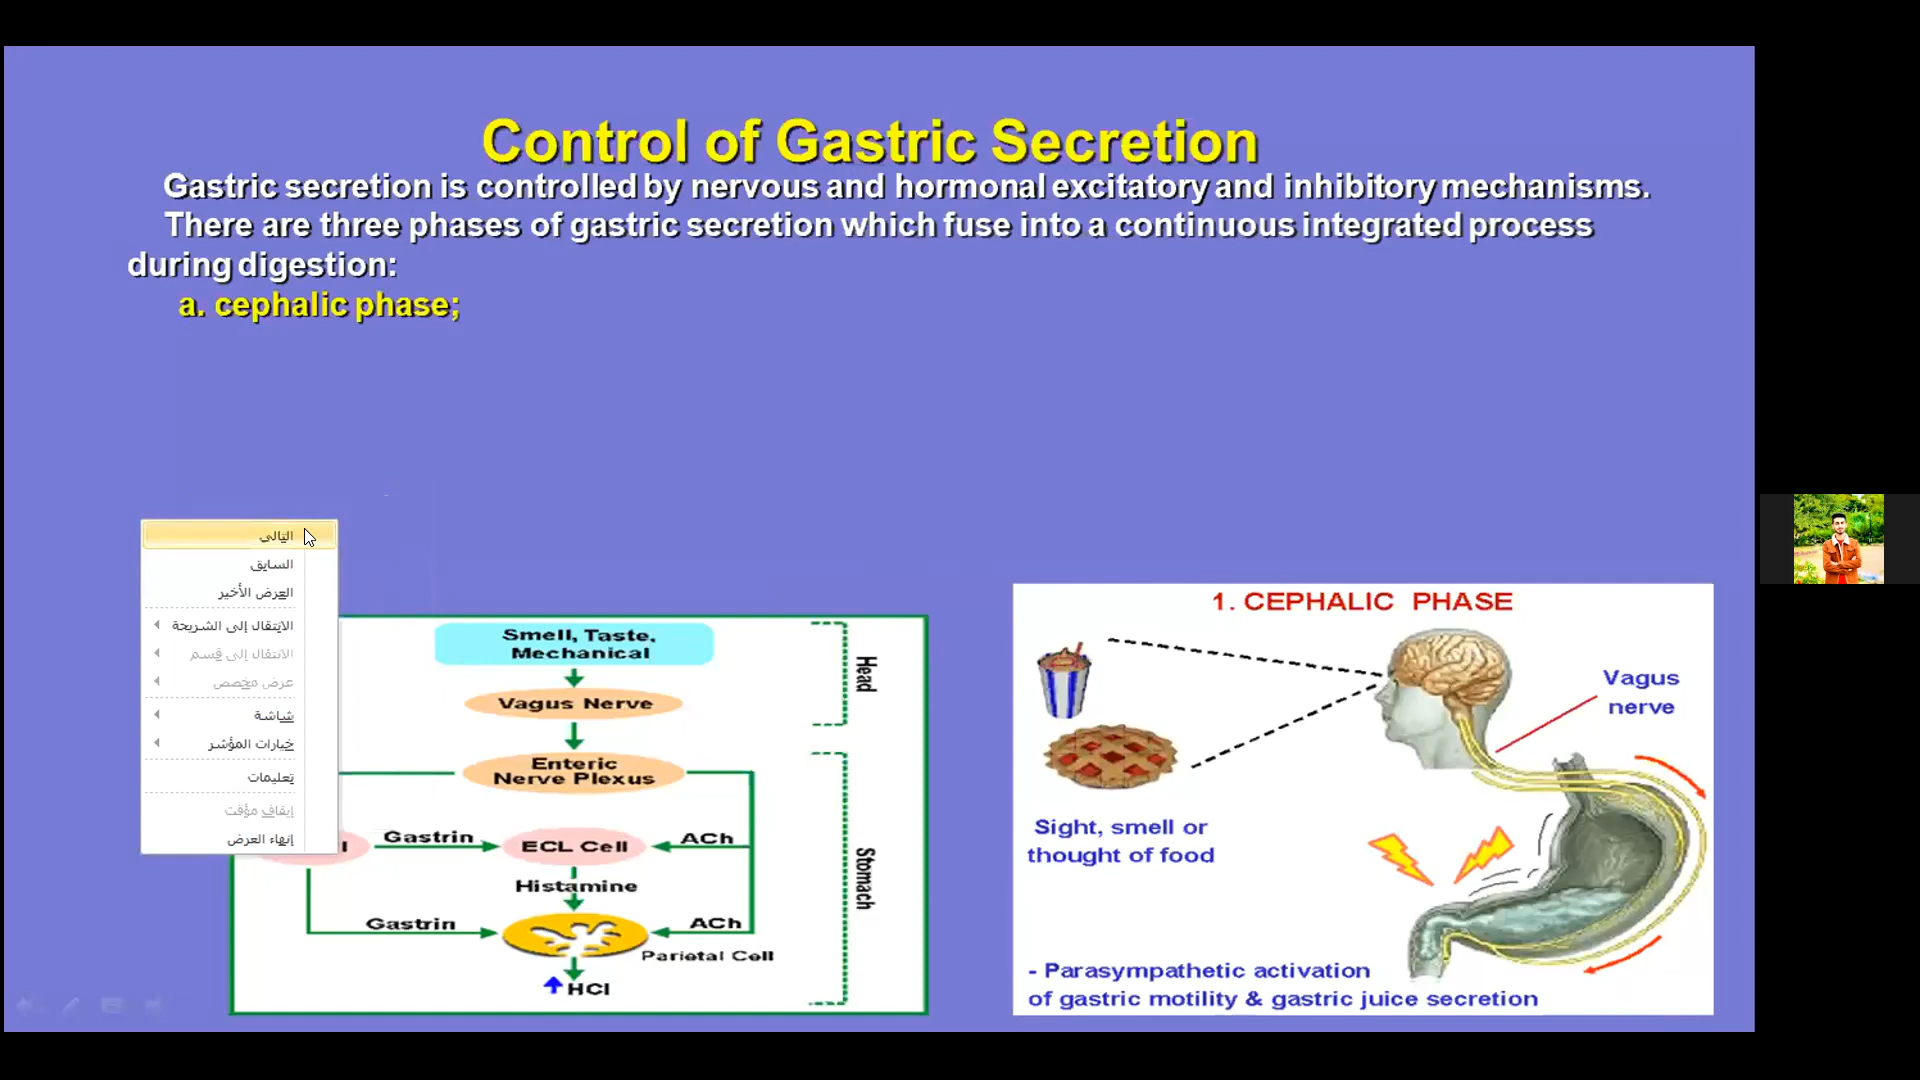 Control of Gastric Secretion
Gastric secretion is controlled by nervous and hormonal excitatory and inhibitory mechanisms.
There are three phases of gastric secretion which fuse into a continuous integrated process
during digestion:
a. cephalic phase;
التالي
السابق
العرض الأخير
الانتقال إلى الشريحة
الانتقال إلى قسم
عرض مخصص
شاشة
خيارات المؤشر
تعليمات
إيقاف مؤقت
إنهاء العرض
Smell, Taste,
Mechanical
Vagus Nerve
Enteric
Nerve Plexus
Gastrin
ECL Cell
ACh
Histamine
Gastrin
ACh
Parietal Cell
HCl
Head
Stomach
1. CEPHALIC PHASE
Vagus
nerve
Sight, smell or
thought of food
- Parasympathetic activation
of gastric motility & gastric juice secretion